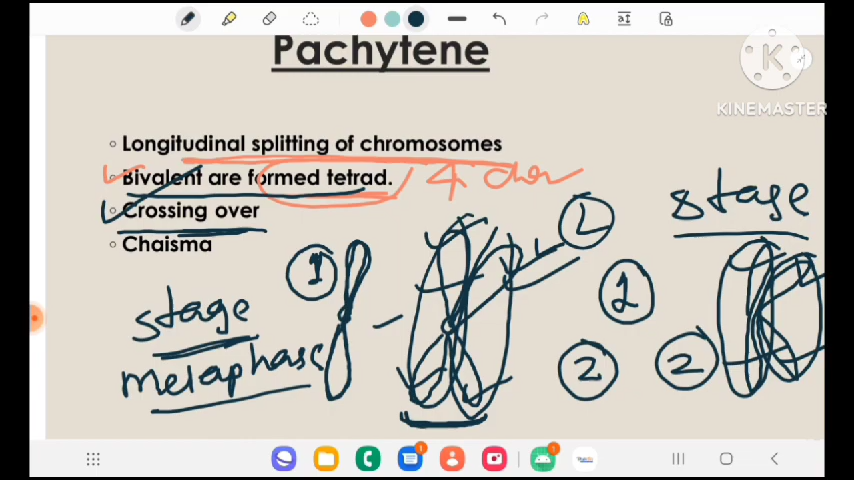 Pachytene
KINEMASTER
Longitudinal splitting of chromosomes
Bivalent are formed tetrad. 4
Crossing over
Chaisma
stage
metaphase
1
2
stage
1
2